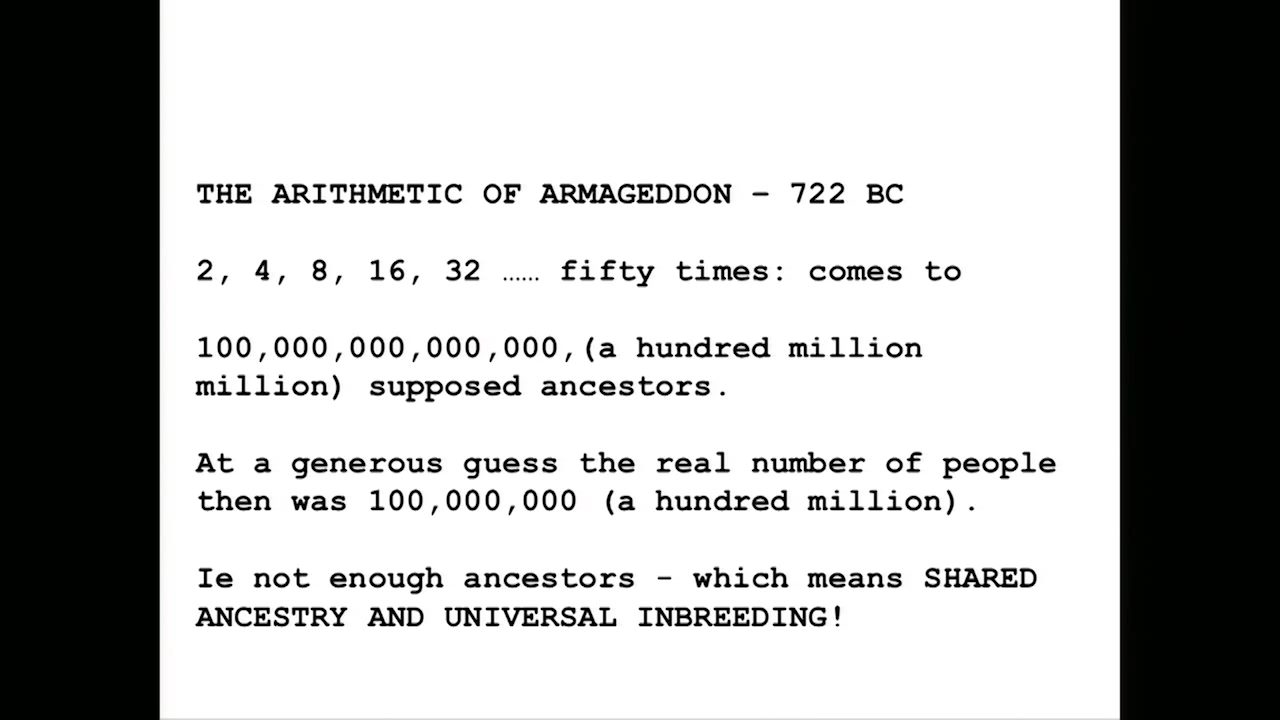 THE ARITHMETIC OF ARMAGEDDON – 722 BC
2, 4, 8, 16, 32 …… fifty times: comes to
100,000,000,000,000,(a hundred million
million) supposed ancestors.
At a generous guess the real number of people
then was 100,000,000 (a hundred million).
Ie not enough ancestors - which means SHARED
ANCESTRY AND UNIVERSAL INBREEDING!